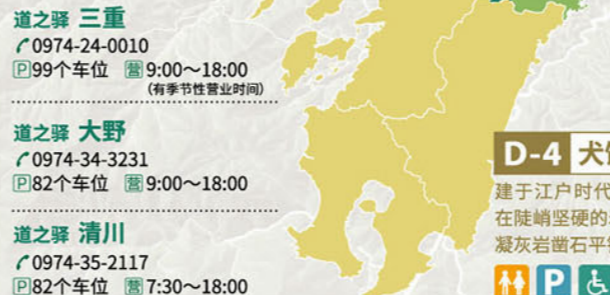 道之驿 三重
0974-24-0010
P99个车位 营9:00～18:00
(有季节性营业时间)
道之驿 大野
0974-34-3231
P82个车位 营9:00～18:00
道之驿 清川
0974-35-2117
P82个车位 营7:30～18:00
D-4 犬
建于江户时代
在陡峭坚硬的
凝灰岩凿石平
P